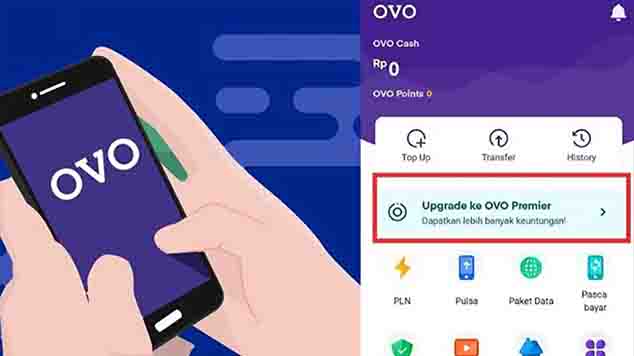 OVO
OVO
OVO Cash
Rp 0
OVO Points 0
Top Up
Transfer
History
Upgrade ke OVO Premier
Dapatkan lebih banyak keuntungan!
PLN
Pulsa
Paket Data
Pasca
bayar